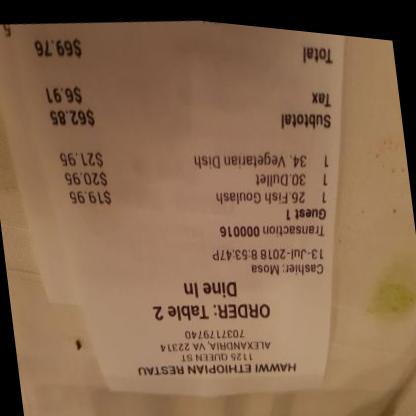 HAWWI ETHIOPIAN RESTAU
1125 QUEEN ST
ALEXANDRIA, VA 22314
7037179740
ORDER: Table 2
Dine In
Cashier: Mosa
13-Jul-2018 8:53:47P
Transaction 000016
Guest 1
1 26.Fish Goulash $19.95
1 30.Dullet $20.95
1 34. Vegetarian Dish $21.95
Subtotal $62.85
Tax $6.91
Total $69.76